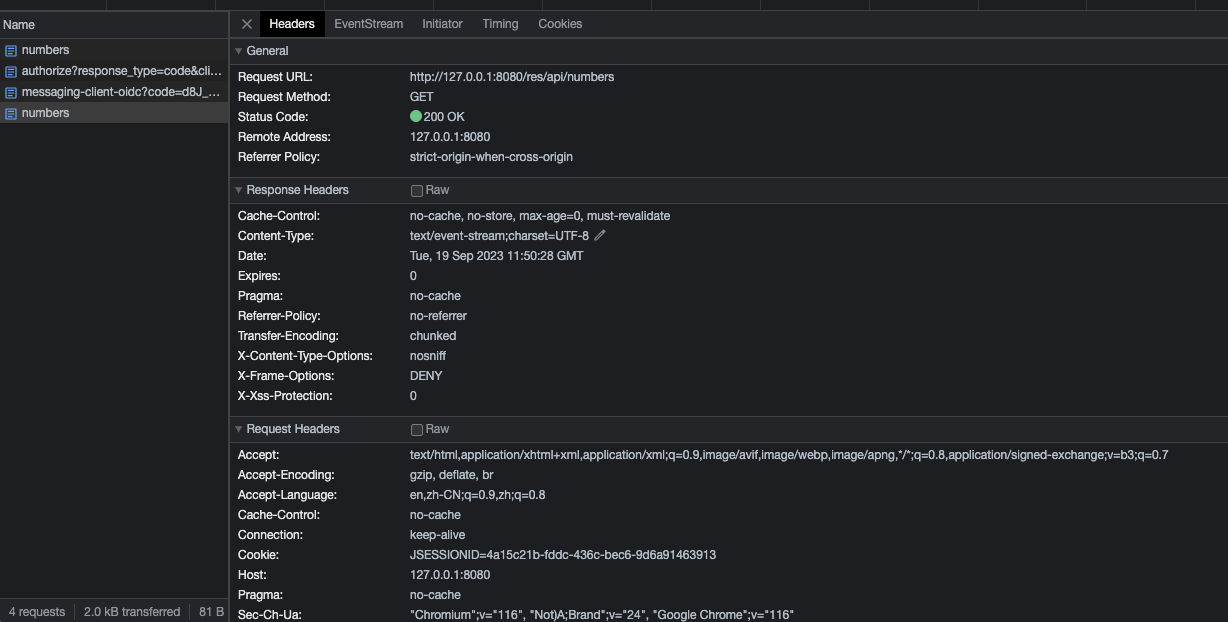 Name
Headers EventStream Initiator Timing Cookies
numbers
authorize?response_type=code&cli...
messaging-client-oidc?code=d8J_...
numbers
General
Request URL: http://127.0.0.1:8080/res/api/numbers
Request Method: GET
Status Code: 200 OK
Remote Address: 127.0.0.1:8080
Referrer Policy: strict-origin-when-cross-origin
Response Headers Raw
Cache-Control: no-cache, no-store, max-age=0, must-revalidate
Content-Type: text/event-stream;charset=UTF-8
Date: Tue, 19 Sep 2023 11:50:28 GMT
Expires: 0
Pragma: no-cache
Referrer-Policy: no-referrer
Transfer-Encoding: chunked
X-Content-Type-Options: nosniff
X-Frame-Options: DENY
X-Xss-Protection: 0
Request Headers Raw
Accept: text/html,application/xhtml+xml,application/xml;q=0.9,image/avif,image/webp,image/apng,*/*;q=0.8,application/signed-exchange;v=b3;q=0.7
Accept-Encoding: gzip, deflate, br
Accept-Language: en,zh-CN;q=0.9,zh;q=0.8
Cache-Control: no-cache
Connection: keep-alive
Cookie: JSESSIONID=4a15c21b-fddc-436c-bec6-9d6a91463913
Host: 127.0.0.1:8080
Pragma: no-cache
Sec-Ch-Ua: "Chromium";v="116", "Not)A;Brand";v="24", "Google Chrome";v="116"
4 requests 2.0 kB transferred 81 B